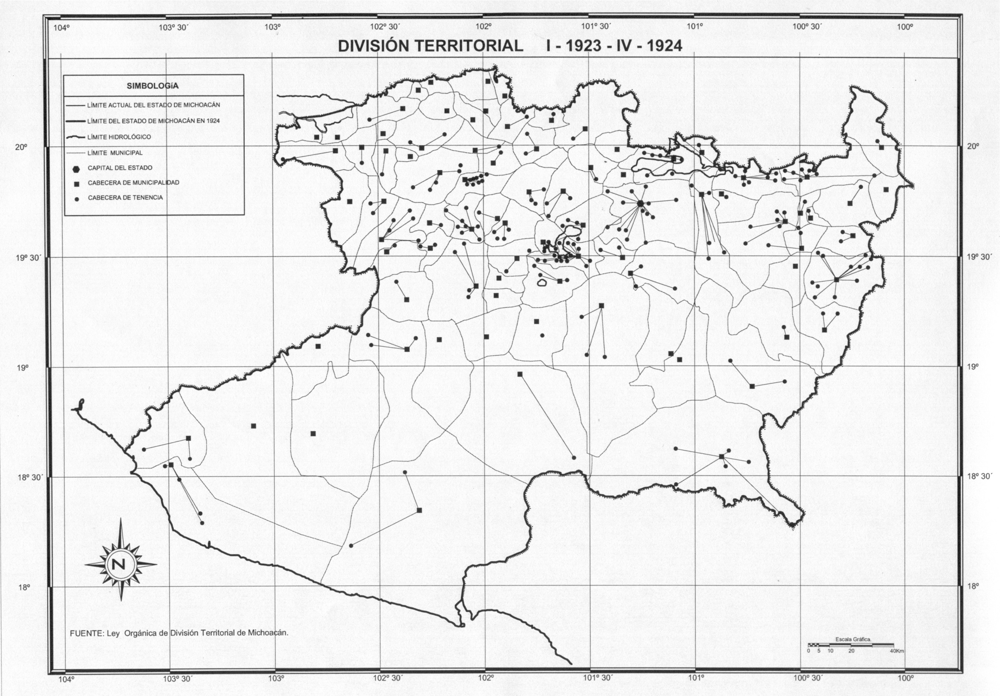 104º 103º 30´ 103º 102º 30´ 102º 101º 30´ 101º 100º 30´ 100º
DIVISIÓN TERRITORIAL I - 1923 - IV - 1924
SIMBOLOGíA
LÍMITE ACTUAL DEL ESTADO DE MICHOACÁN
LÍMITE DEL ESTADO DE MICHOACÁN EN 1924
LÍMITE HIDROLÓGICO
LÍMITE MUNICIPAL
CAPITAL DEL ESTADO
CABECERA DE MUNICIPALIDAD
CABECERA DE TENENCIA
20º 20º
19º 30´ 19º 30´
19º 19º
18º 30´ 18º 30´
N
18º 18º
FUENTE: Ley Orgánica de División Territorial de Michoacán.
Escala Gráfica.
0 5 10 20 40Km
104º 103º 30´ 103º 102º 30´ 102º 101º 30´ 101º 100º 30´ 100º